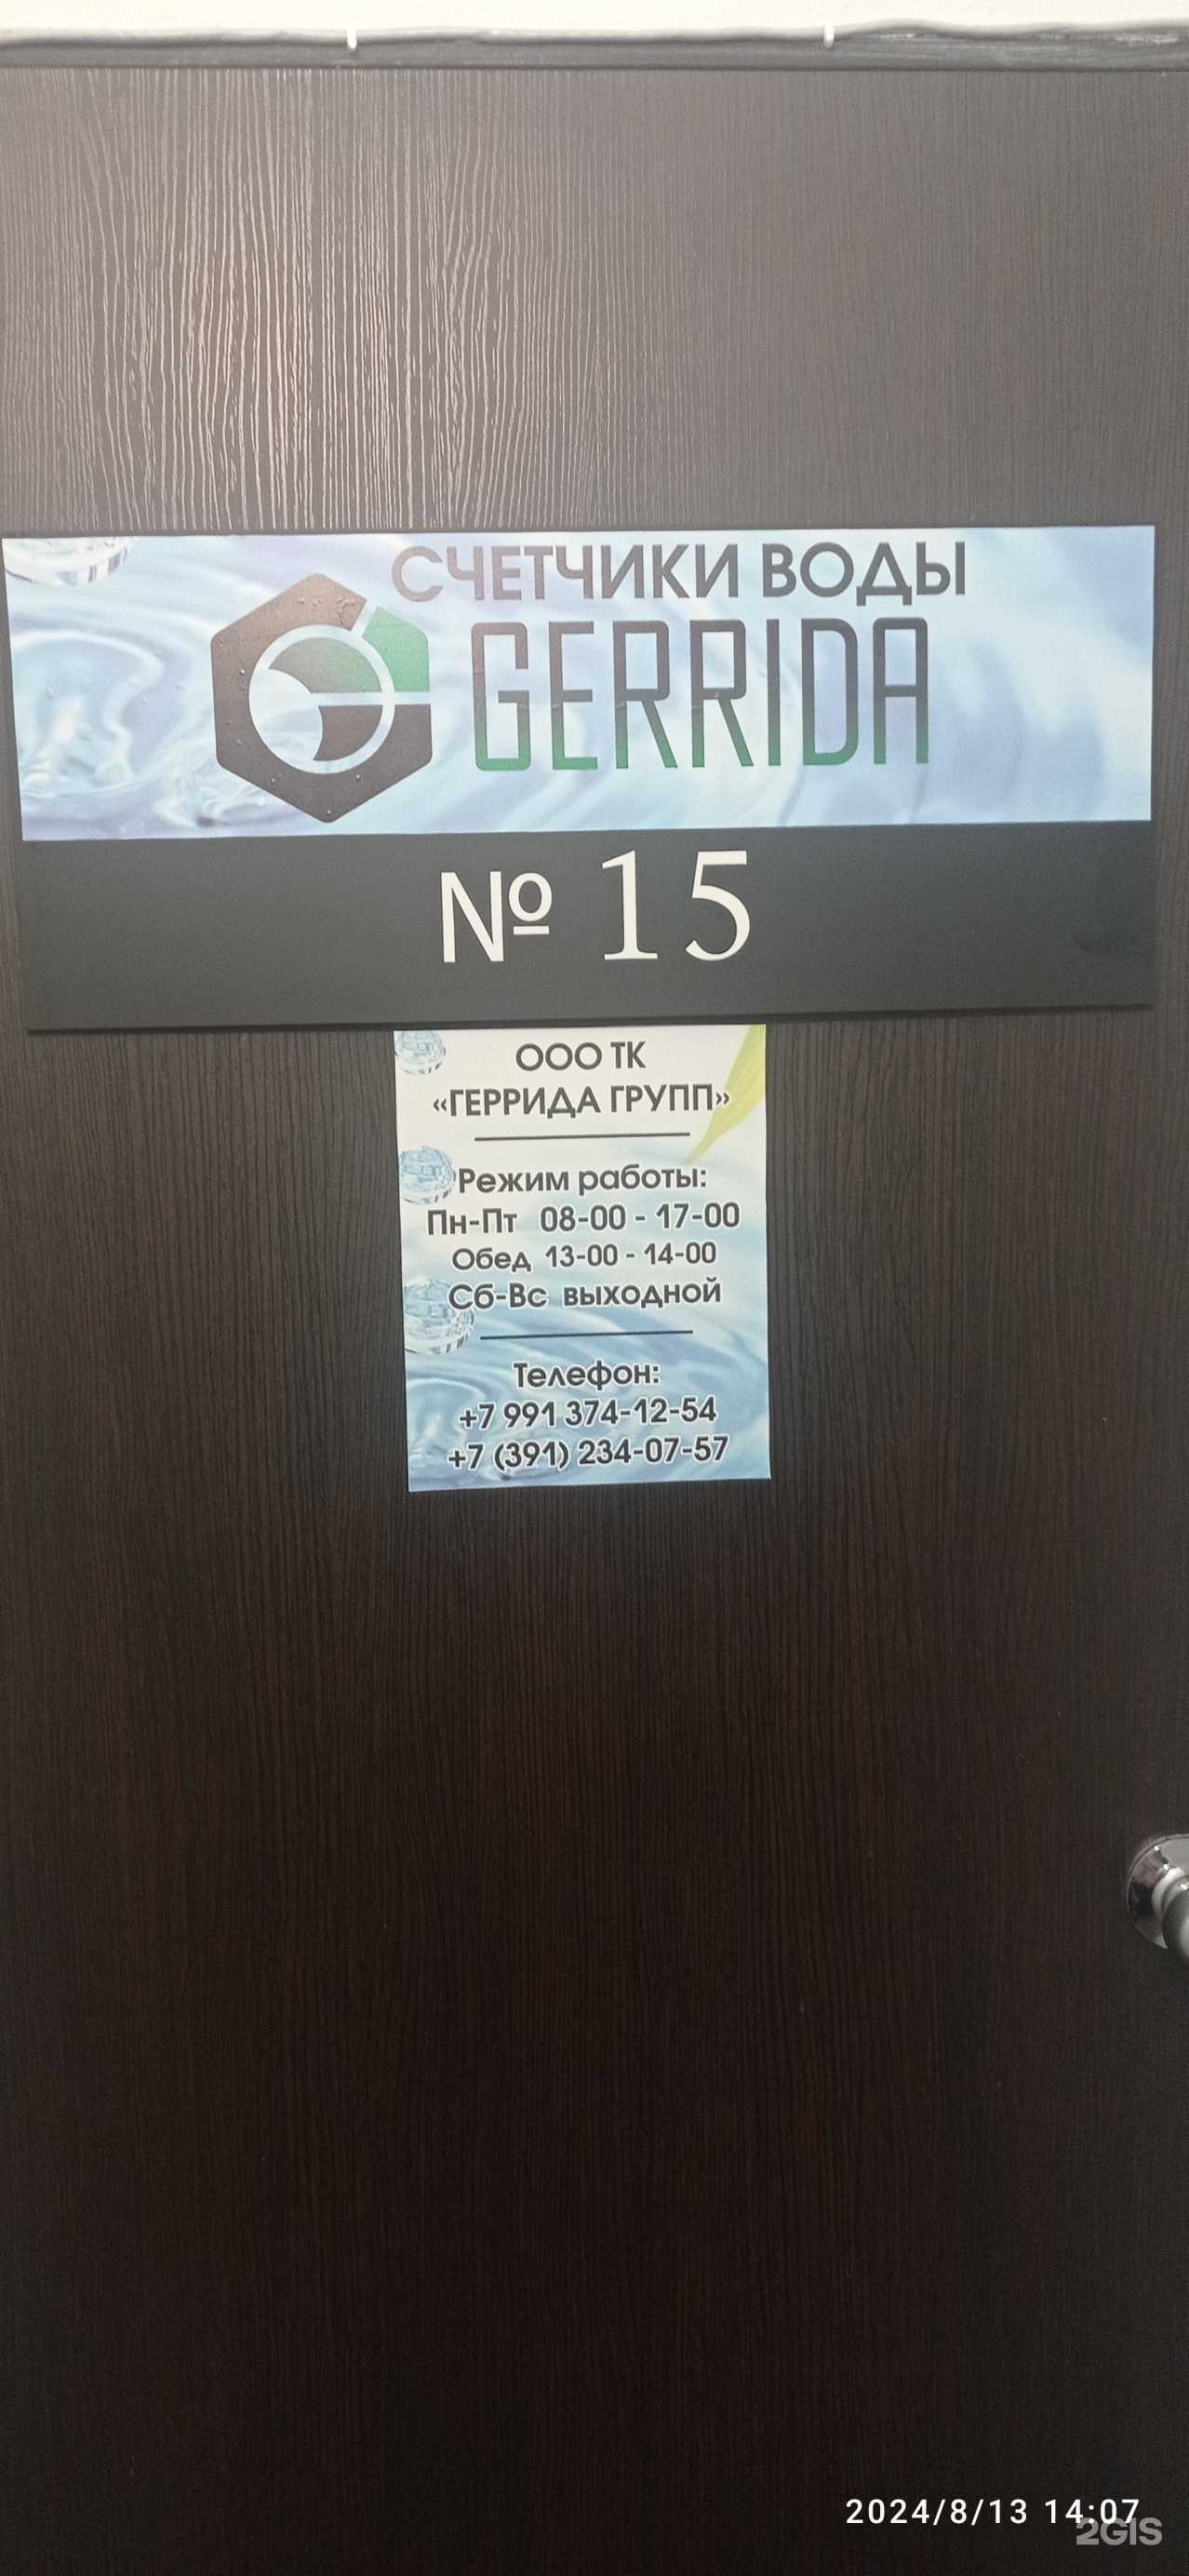 СЧЕТЧИКИ ВОДЫ
GERRIDA
№ 15
ООО ТК
«ГЕРРИДА ГРУПП»
Режим работы:
Пн-Пт 08-00 - 17-00
Обед 13-00 - 14-00
Сб-Вс выходной
Телефон:
+7 991 374-12-54
+7 (391) 234-07-57
2024/8/13 14:07
2GIS